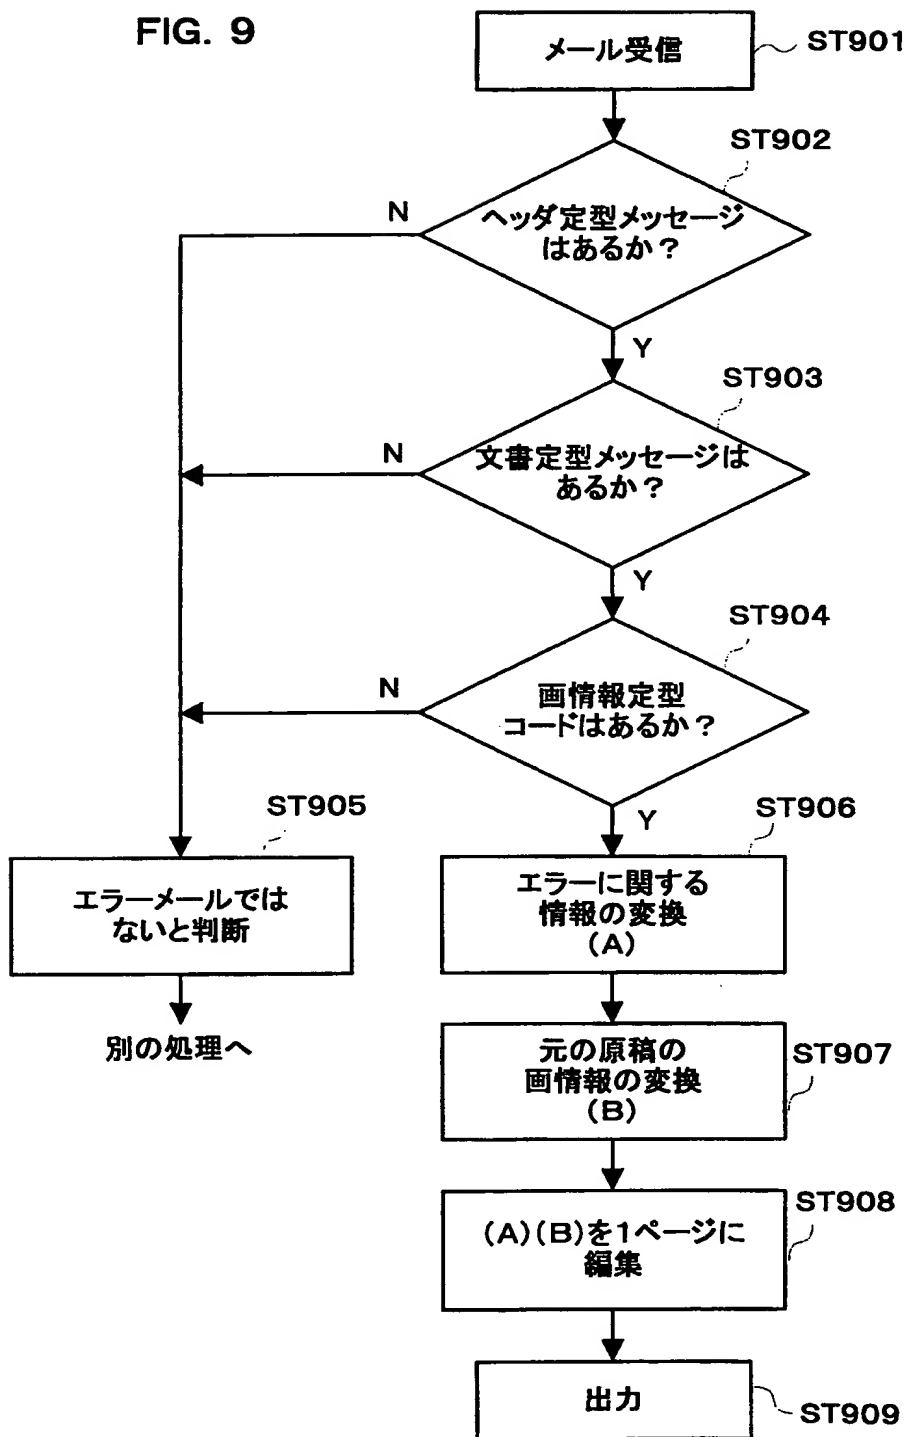 FIG. 9
メール受信
ST901
ST902
ヘッダ定型メッセージ
はあるか？
N
Y
ST903
文書定型メッセージは
あるか？
N
Y
ST904
画情報定型
コードはあるか？
N
Y
ST905
エラーメールでは
ないと判断
別の処理へ
ST906
エラーに関する
情報の変換
(A)
元の原稿の
画情報の変換
(B)
ST907
(A)(B)を1ページに
編集
ST908
出力
ST909